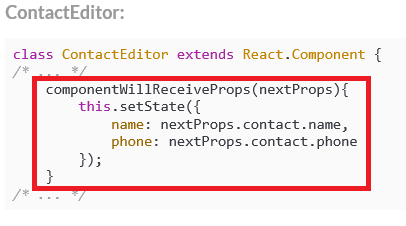 ContactEditor:
class ContactEditor extends React.Component {
/* ... */
componentWillReceiveProps(nextProps){
this.setState({
name: nextProps.contact.name,
phone: nextProps.contact.phone
});
}
/* ... */